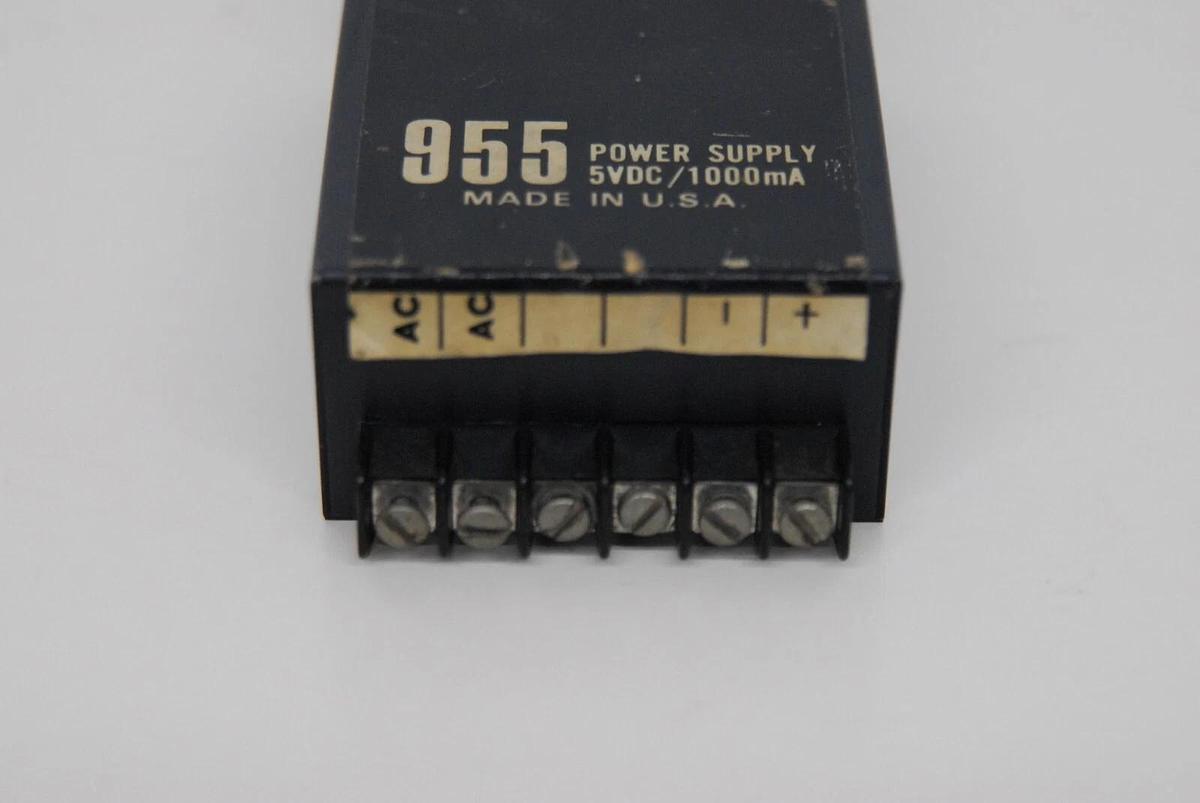 955 POWER SUPPLY
5VDC/1000mA
MADE IN U.S.A.
AC AC - +